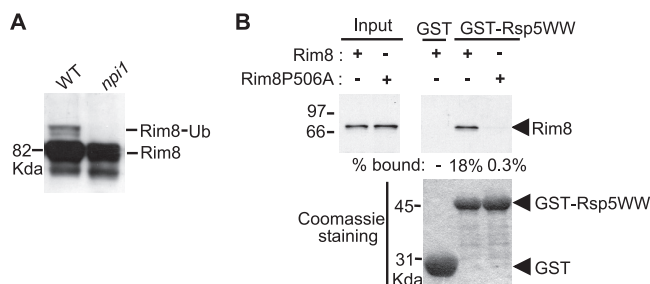 A
WT npi1
Rim8-Ub
82
Kda
Rim8
B
Input GST GST-Rsp5WW
Rim8 : + - + + -
Rim8P506A : - + - - +
97
66
Rim8
% bound: - 18% 0.3%
Coomassie
staining
45
GST-Rsp5WW
31
Kda
GST